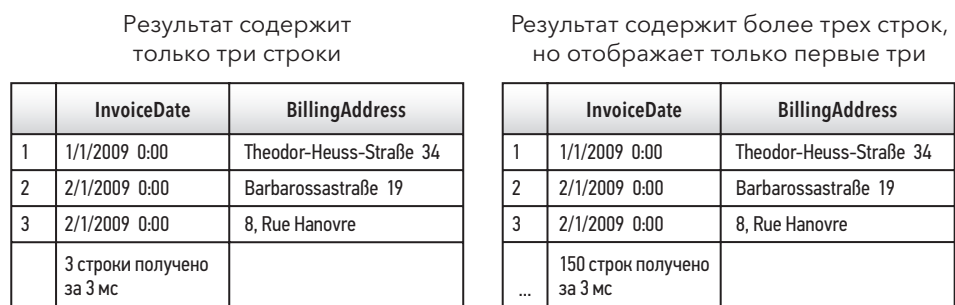 Результат содержит
только три строки
InvoiceDate BillingAddress
1 1/1/2009 0:00 Theodor-Heuss-Straße 34
2 2/1/2009 0:00 Barbarossastraße 19
3 2/1/2009 0:00 8, Rue Hanovre
3 строки получено
за 3 мс
Результат содержит более трех строк,
но отображает только первые три
InvoiceDate BillingAddress
1 1/1/2009 0:00 Theodor-Heuss-Straße 34
2 2/1/2009 0:00 Barbarossastraße 19
3 2/1/2009 0:00 8, Rue Hanovre
150 строк получено
... за 3 мс